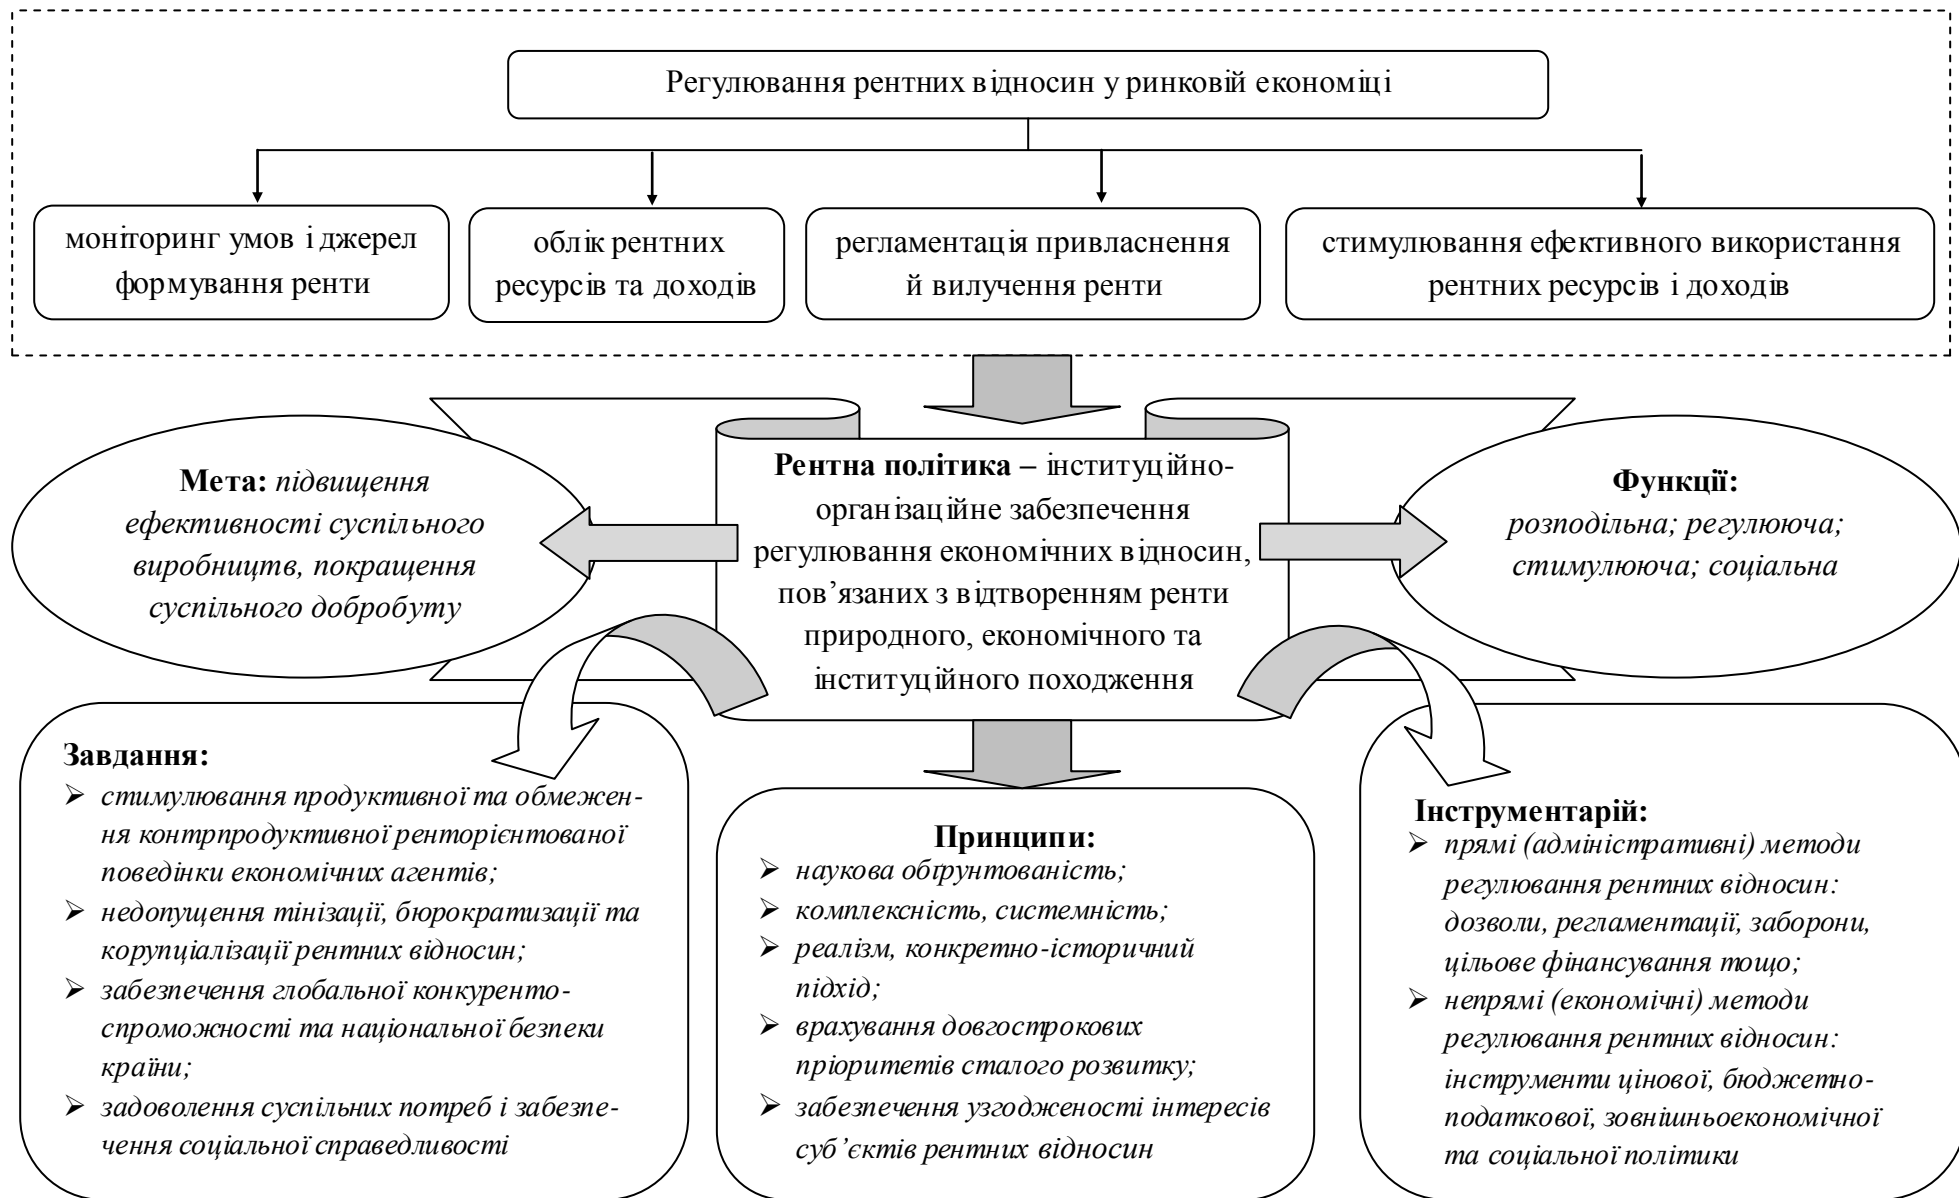 Регулювання рентних відносин у ринковій економіці
моніторинг умов і джерел
формування ренти
облік рентних
ресурсів та доходів
регламентація привласнення
й вилучення ренти
стимулювання ефективного використання
рентних ресурсів і доходів
Мета: підвищення
ефективності суспільного
виробництв, покращення
суспільного добробуту
Рентна політика – інституційно-
організаційне забезпечення
регулювання економічних відносин,
пов’язаних з відтворенням ренти
природного, економічного та
інституційного походження
Функції:
розподільна; регулююча;
стимулююча; соціальна
Завдання:
➢ стимулювання продуктивної та обмежен-
ня контрпродуктивної ренторієнтованої
поведінки економічних агентів;
➢ недопущення тінізації, бюрократизації та
корупціалізації рентних відносин;
➢ забезпечення глобальної конкуренто-
спроможності та національної безпеки
країни;
➢ задоволення суспільних потреб і забезпе-
чення соціальної справедливості
Принципи:
➢ наукова обґрунтованість;
➢ комплексність, системність;
➢ реалізм, конкретно-історичний
підхід;
➢ врахування довгострокових
пріоритетів сталого розвитку;
➢ забезпечення узгодженості інтересів
суб’єктів рентних відносин
Інструментарій:
➢ прямі (адміністративні) методи
регулювання рентних відносин:
дозволи, регламентації, заборони,
цільове фінансування тощо;
➢ непрямі (економічні) методи
регулювання рентних відносин:
інструменти цінової, бюджетно-
податкової, зовнішньоекономічної
та соціальної політики